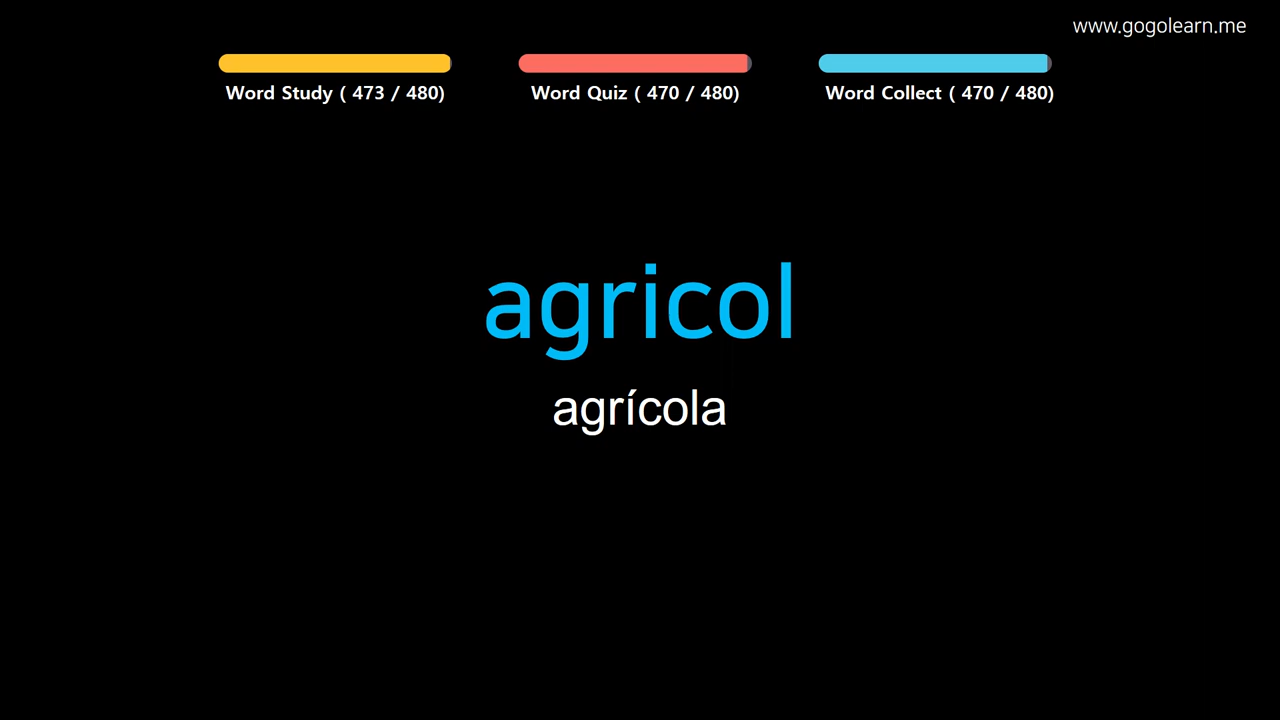 www.gogolearn.me
Word Study ( 473 / 480)
Word Quiz ( 470 / 480)
Word Collect ( 470 / 480)
agricol
agrícola